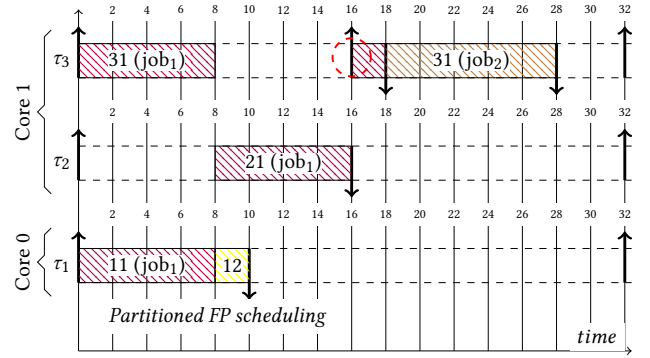 2 4 6 8 10 12 14 16 18 20 22 24 26 28 30 32
τ3 31 (job1) 31 (job2)
Core 1
2 4 6 8 10 12 14 16 18 20 22 24 26 28 30 32
τ2 21 (job1)
2 4 6 8 10 12 14 16 18 20 22 24 26 28 30 32
Core 0 τ1 11 (job1) 12
Partitioned FP scheduling
time